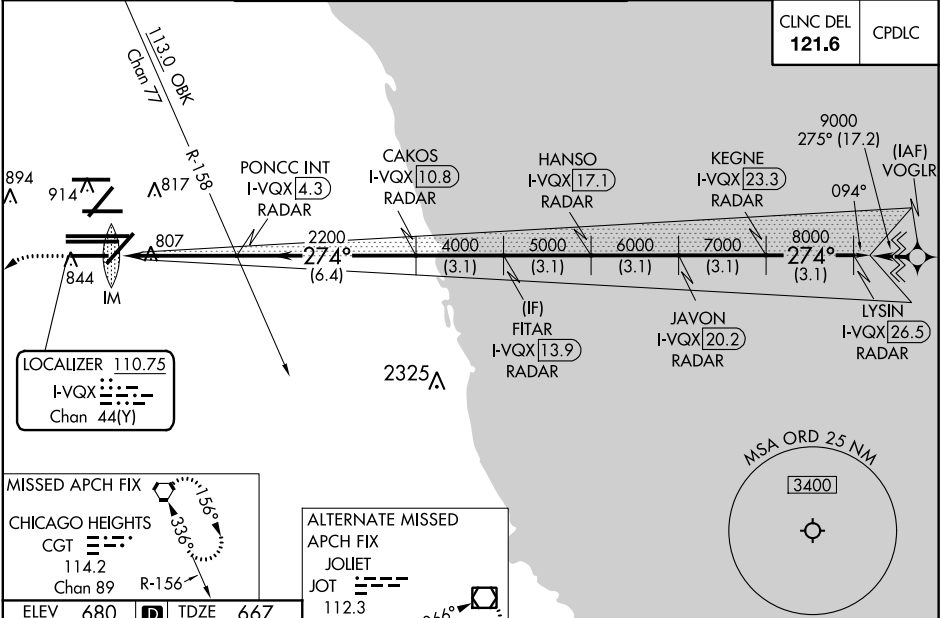 CLNC DEL
121.6
CPDLC
113.0 OBK
Chan 77
R-158
9000
275° (17.2)
(IAF)
VOGLR
094°
894
914
817
807
844
IM
PONCC INT
I-VQX 4.3
RADAR
CAKOS
I-VQX 10.8
RADAR
HANSO
I-VQX 17.1
RADAR
KEGNE
I-VQX 23.3
RADAR
2200
274°
(6.4)
4000
(3.1)
5000
(3.1)
6000
(3.1)
7000
(3.1)
8000
274°
(3.1)
(IF)
FITAR
I-VQX 13.9
RADAR
JAVON
I-VQX 20.2
RADAR
LYSIN
I-VQX 26.5
RADAR
LOCALIZER 110.75
I-VQX
Chan 44(Y)
2325
MSA ORD 25 NM
3400
MISSED APCH FIX
CHICAGO HEIGHTS
CGT
114.2
Chan 89
R-156
156°
336°
ALTERNATE MISSED
APCH FIX
JOLIET
JOT
112.3
ELEV 680
D
TDZE 667